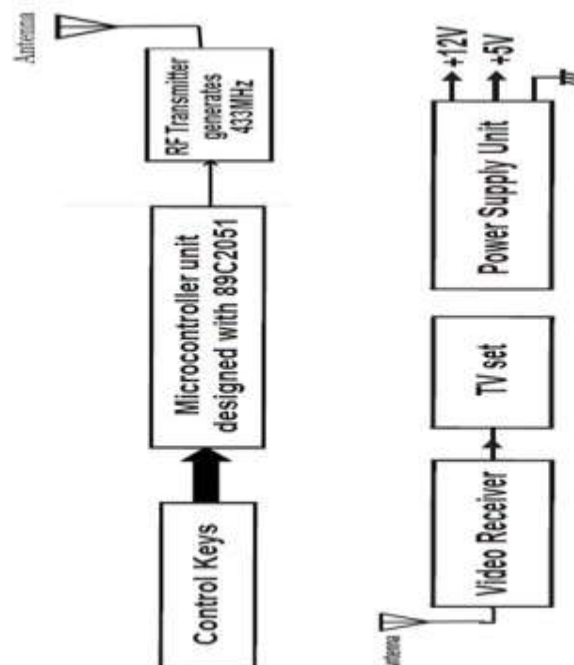 Antenna
RF Transmitter
generates
433MHz
Microcontroller unit
designed with 89C2051
Control Keys
+12V
+5V
Power Supply Unit
TV set
Video Receiver